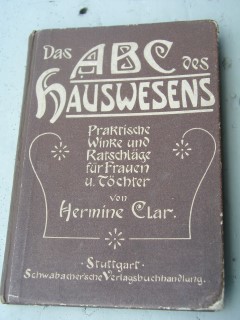 Das ABC des
HAUSWESENS
Praktische
Winke und
Ratschläge
für Frauen
u. Töchter
von
Hermine Clar.
Stuttgart
Schwabacher'sche Verlagsbuchhandlung.